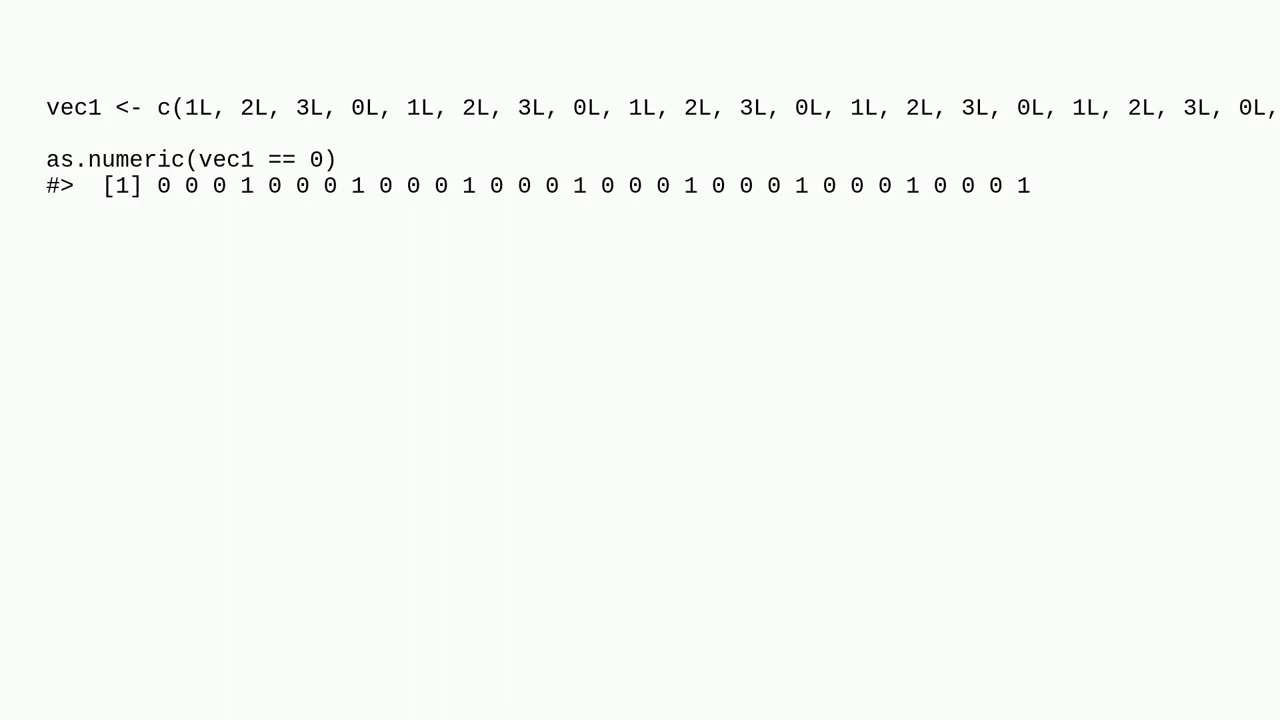 vec1 <- c(1L, 2L, 3L, 0L, 1L, 2L, 3L, 0L, 1L, 2L, 3L, 0L, 1L, 2L, 3L, 0L, 1L, 2L, 3L, 0L,
as.numeric(vec1 == 0)
#>  [1] 0 0 0 1 0 0 0 1 0 0 0 1 0 0 0 1 0 0 0 1 0 0 0 1 0 0 0 1 0 0 0 1